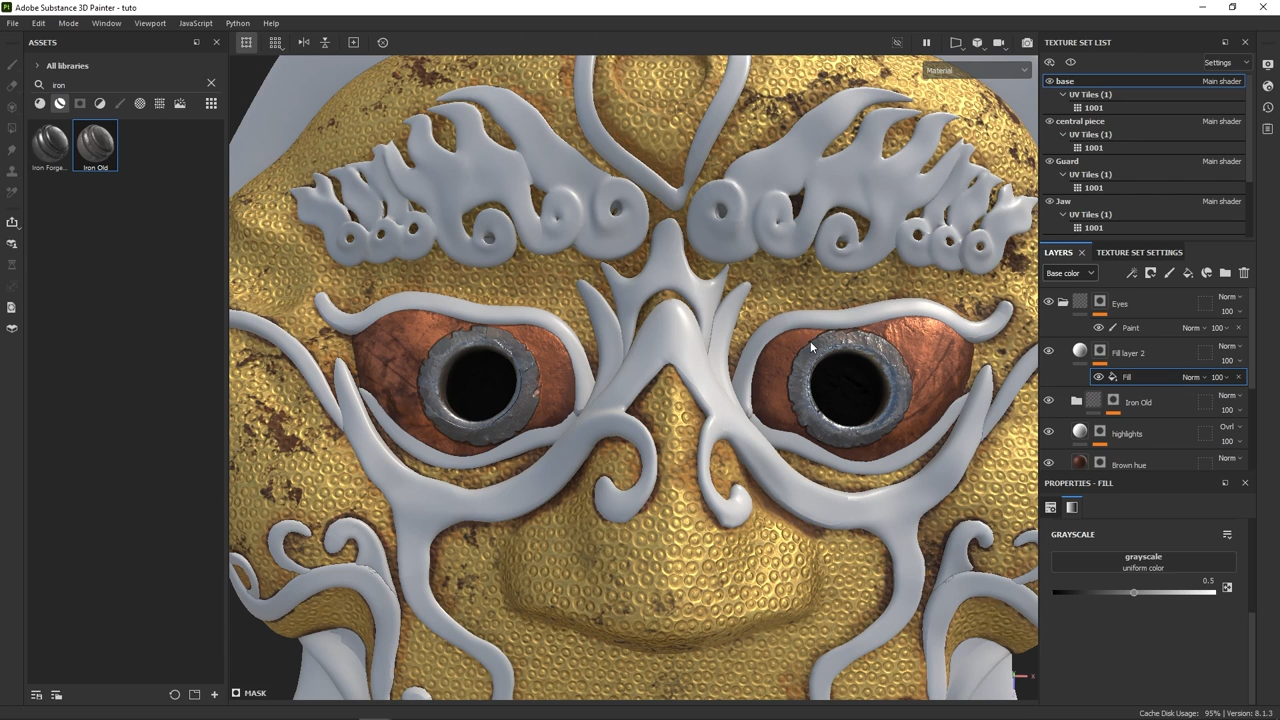 Adobe Substance 3D Painter - tuto
File Edit Mode Window Viewport JavaScript Python Help
ASSETS
All libraries
iron
Iron Forge...
Iron Old
Material
MASK
TEXTURE SET LIST
Settings
base Main shader
UV Tiles (1)
1001
central piece Main shader
UV Tiles (1)
1001
Guard Main shader
UV Tiles (1)
1001
Jaw Main shader
UV Tiles (1)
1001
LAYERS TEXTURE SET SETTINGS
Base color
Eyes Norm 100
Paint Norm 100
Fill layer 2 Norm 100
Fill Norm 100
Iron Old Norm 100
highlights Ovrl 100
Brown hue Norm
PROPERTIES - FILL
GRAYSCALE
grayscale
uniform color
0.5
Cache Disk Usage: 95% | Version: 8.1.3